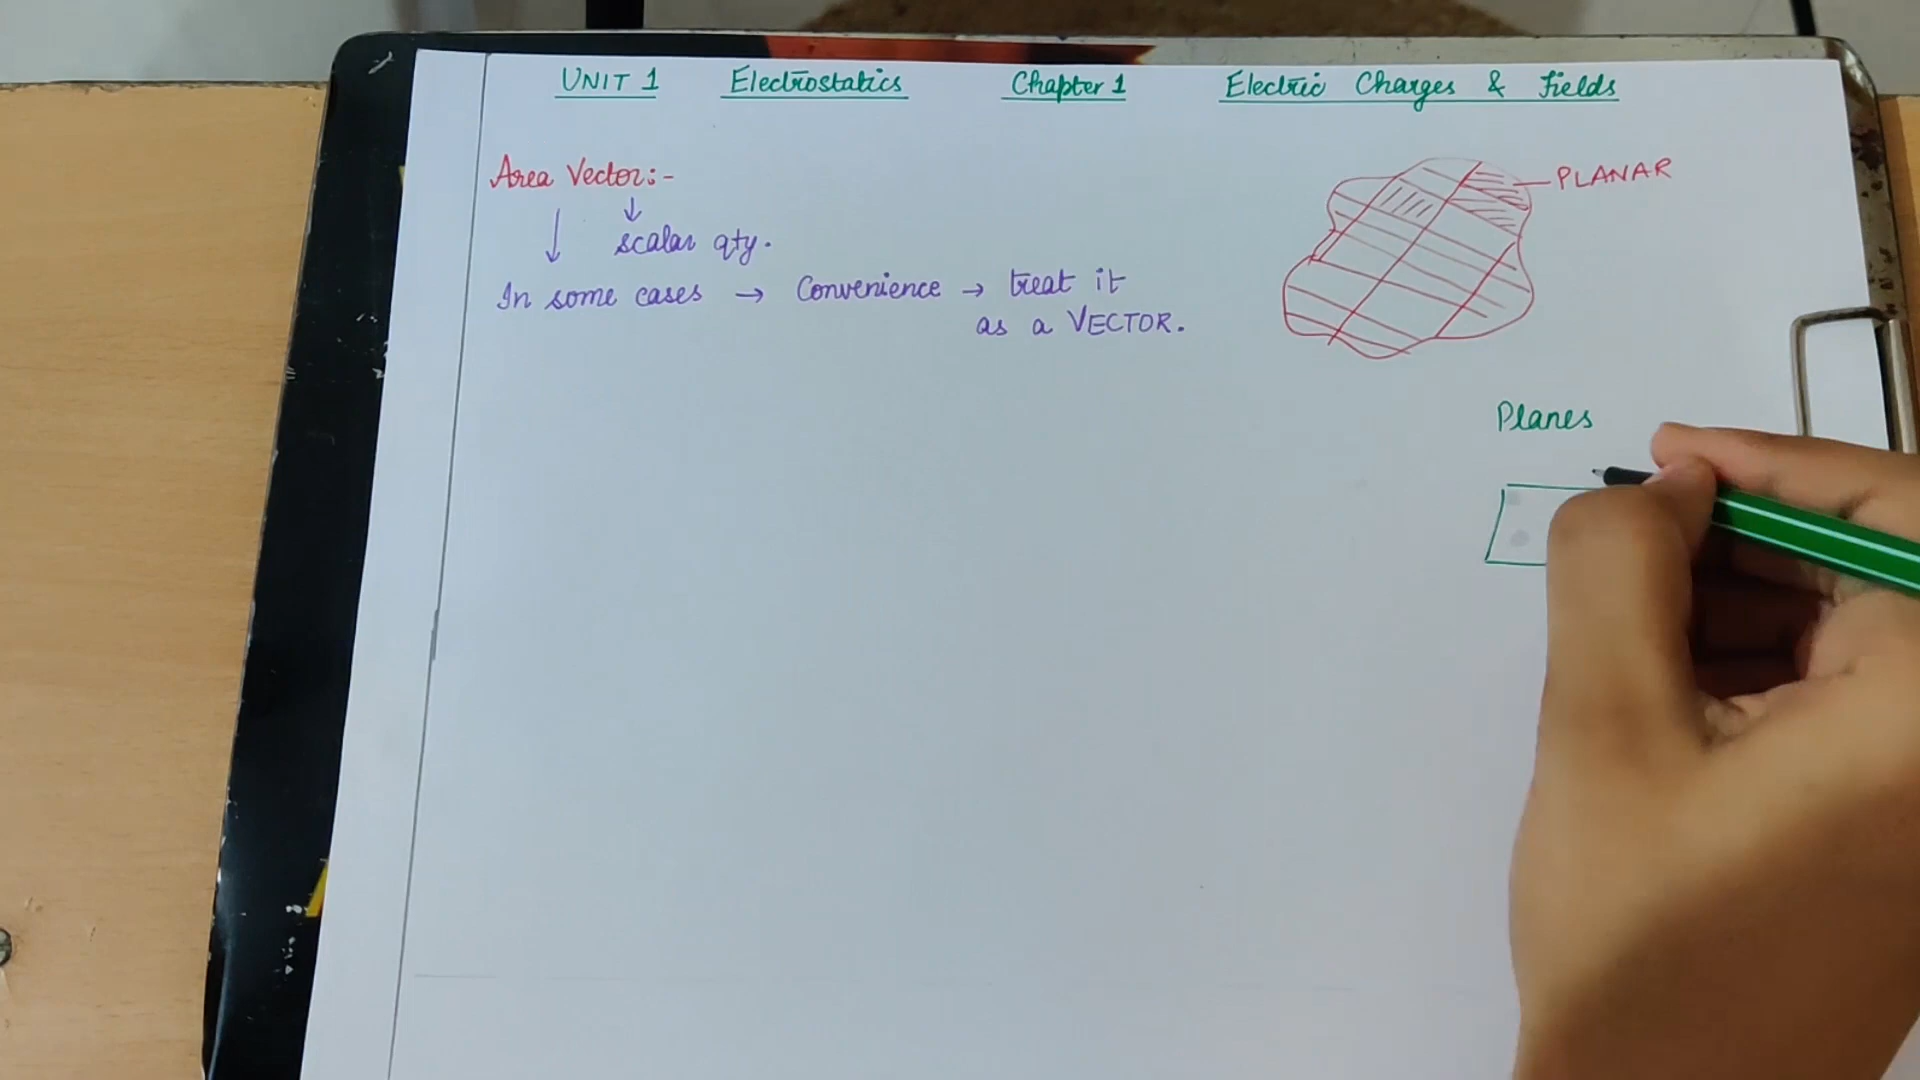 UNIT 1 Electrostatics Chapter 1 Electric Charges & Fields
Area Vector:-
PLANAR
scalar qty.
In some cases → Convenience → treat it
as a VECTOR.
Planes